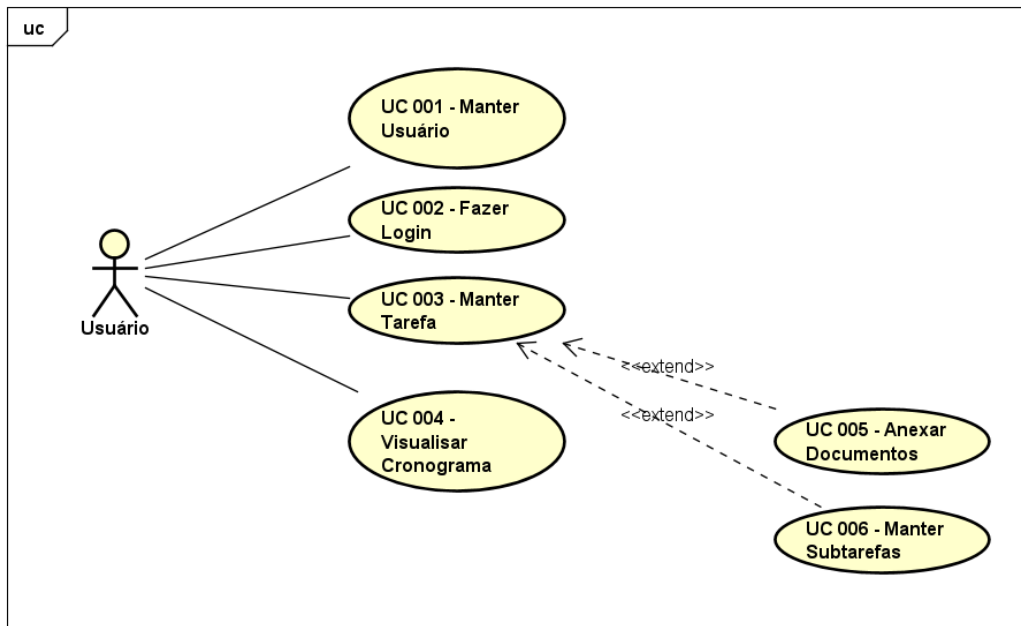 uc
UC 001 - Manter
Usuário
UC 002 - Fazer
Login
UC 003 - Manter
Tarefa
Usuário
<<extend>>
<<extend>>
UC 004 -
Visualisar
Cronograma
UC 005 - Anexar
Documentos
UC 006 - Manter
Subtarefas